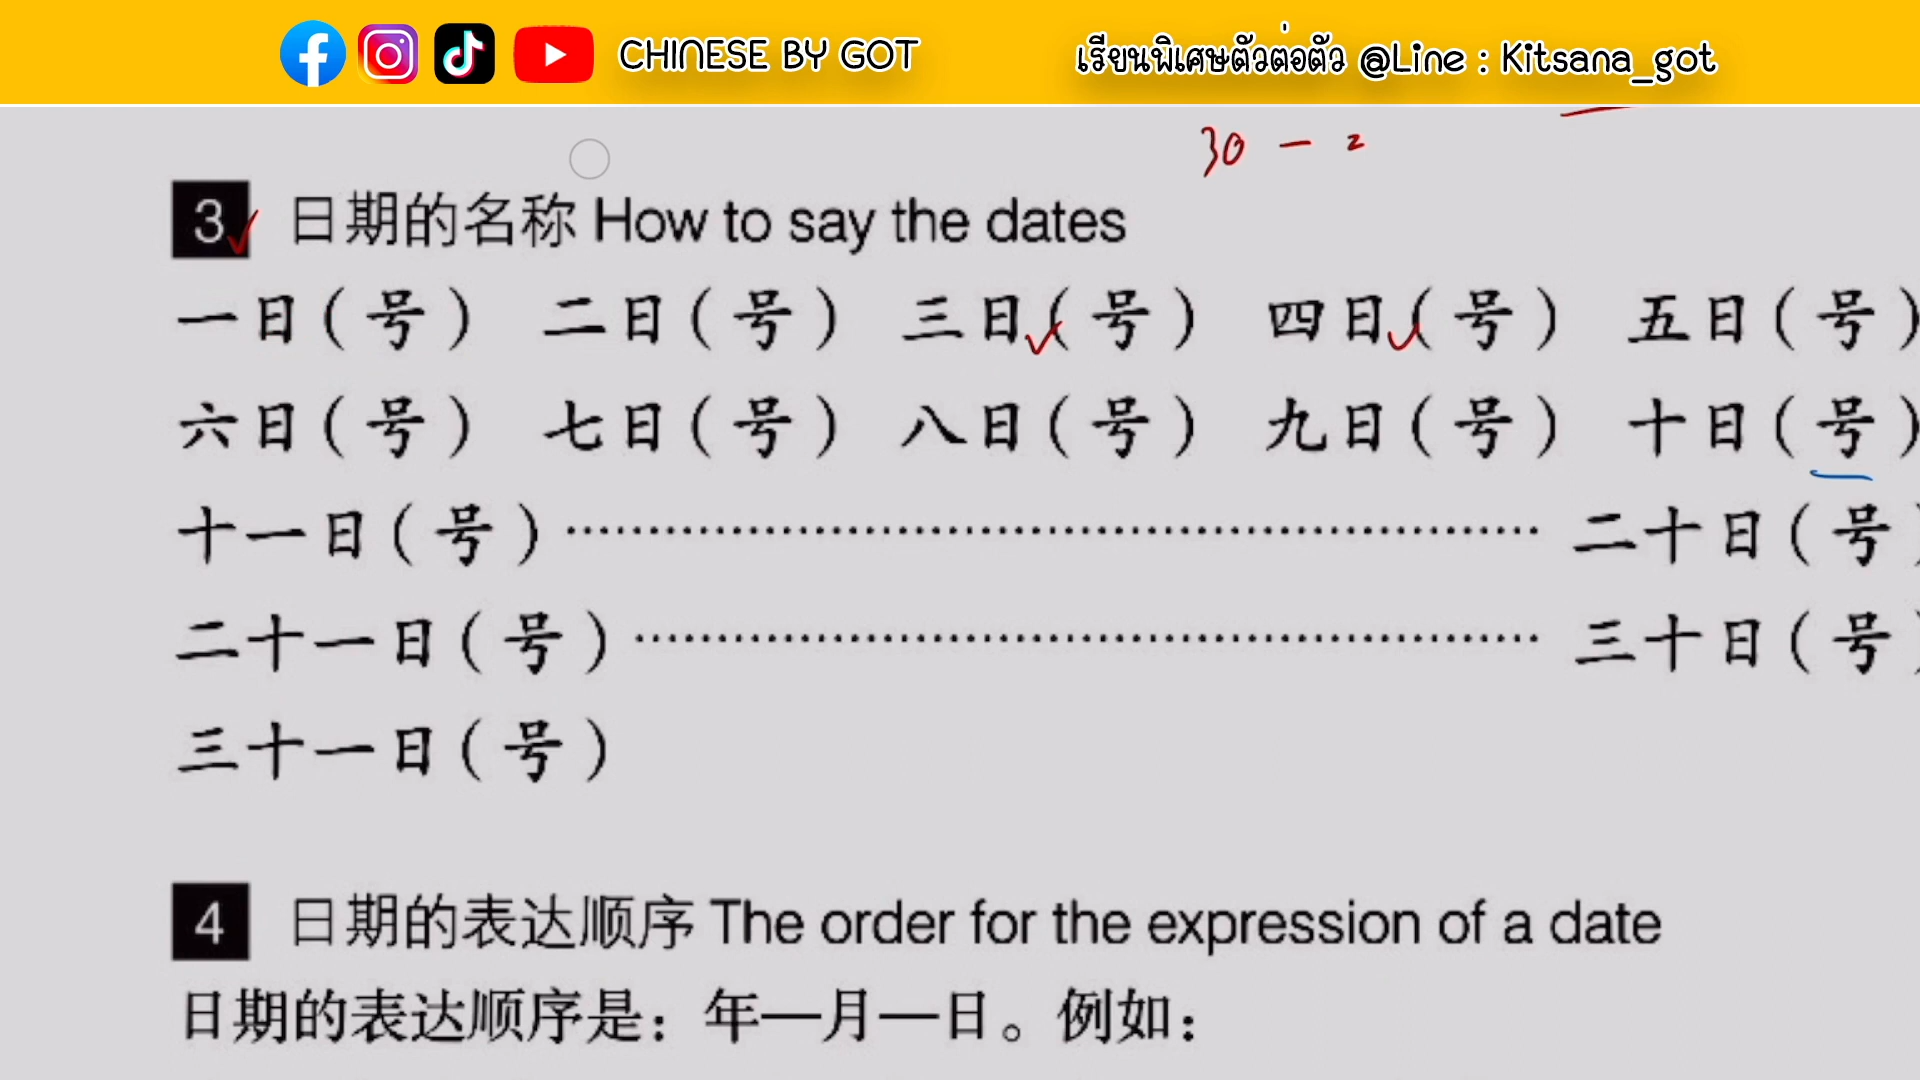 CHINESE BY GOT
เรียนพิเศษตัวต่อตัว @Line : Kitsana_got
30 - 2
3 日期的名称 How to say the dates
一日(号) 二日(号) 三日(号) 四日(号) 五日(号)
六日(号) 七日(号) 八日(号) 九日(号) 十日(号)
十一日(号)……二十日(号)
二十一日(号)……三十日(号)
三十一日(号)
4 日期的表达顺序 The order for the expression of a date
日期的表达顺序是：年—月—日。例如：